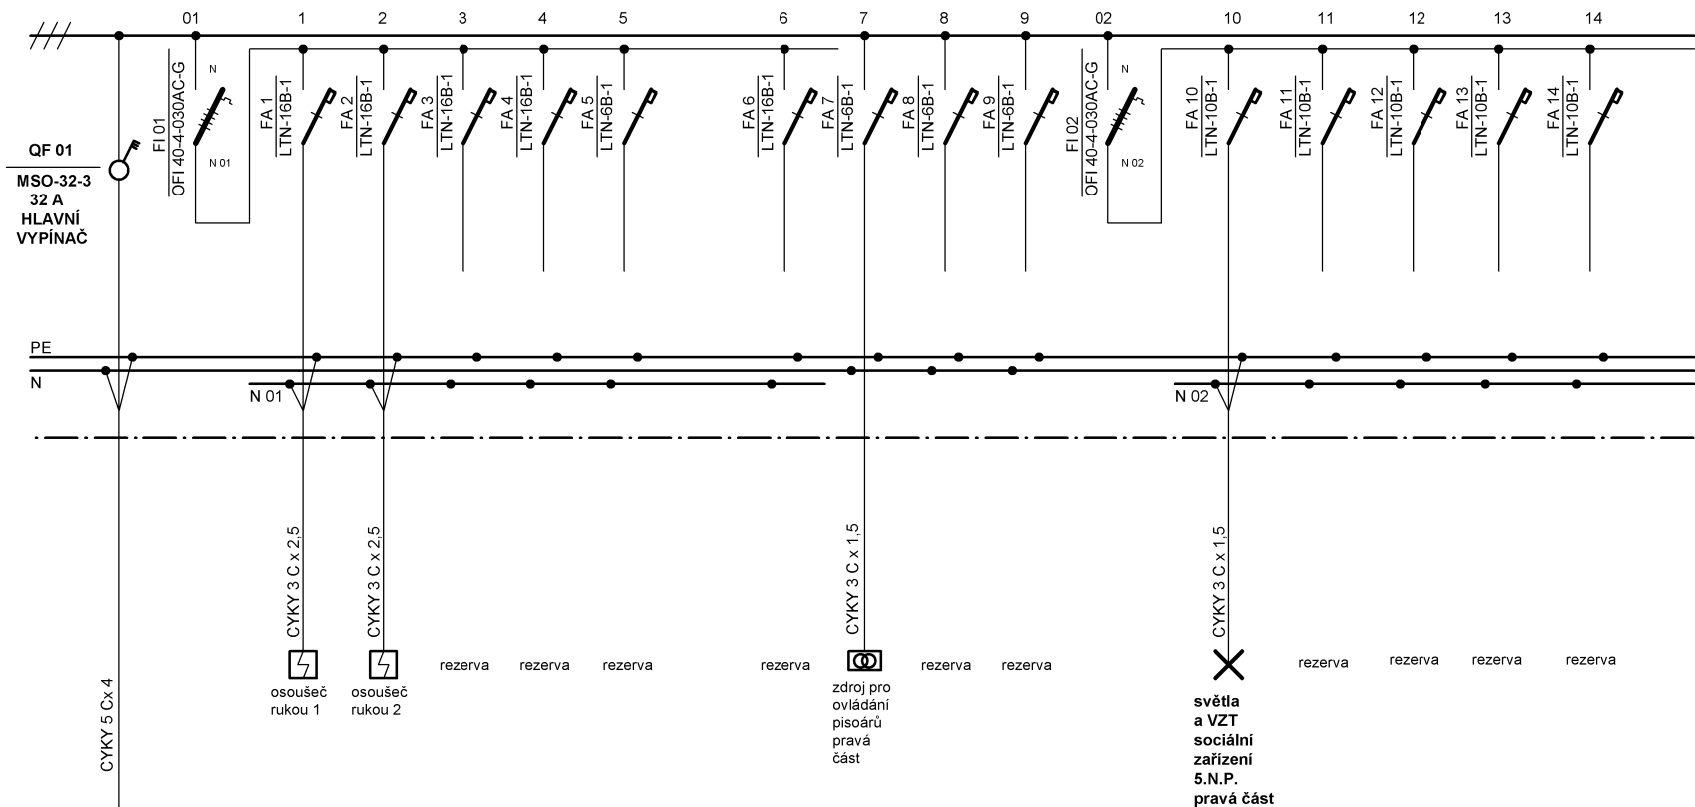 01 1 2 3 4 5 6 7 8 9 02 10 11 12 13 14
QF 01
MSO-32-3
32 A
HLAVNÍ
VYPÍNAČ
FI 01
OFI 40-4-030AC-G
N
N 01
FA 1
LTN-16B-1
FA 2
LTN-16B-1
FA 3
LTN-16B-1
FA 4
LTN-16B-1
FA 5
LTN-6B-1
FA 6
LTN-16B-1
FA 7
LTN-6B-1
FA 8
LTN-6B-1
FA 9
LTN-6B-1
FI 02
OFI 40-4-030AC-G
N
N 02
FA 10
LTN-10B-1
FA 11
LTN-10B-1
FA 12
LTN-10B-1
FA 13
LTN-10B-1
FA 14
LTN-10B-1
PE
N
N 01
N 02
CYKY 5 Cx 4
CYKY 3 C x 2,5
CYKY 3 C x 2,5
CYKY 3 C x 1,5
CYKY 3 C x 1,5
osoušeč
rukou 1
osoušeč
rukou 2
rezerva
rezerva
rezerva
rezerva
zdroj pro
ovládání
pisoárů
pravá
část
rezerva
rezerva
světla
a VZT
sociální
zařízení
5.N.P.
pravá část
rezerva
rezerva
rezerva
rezerva